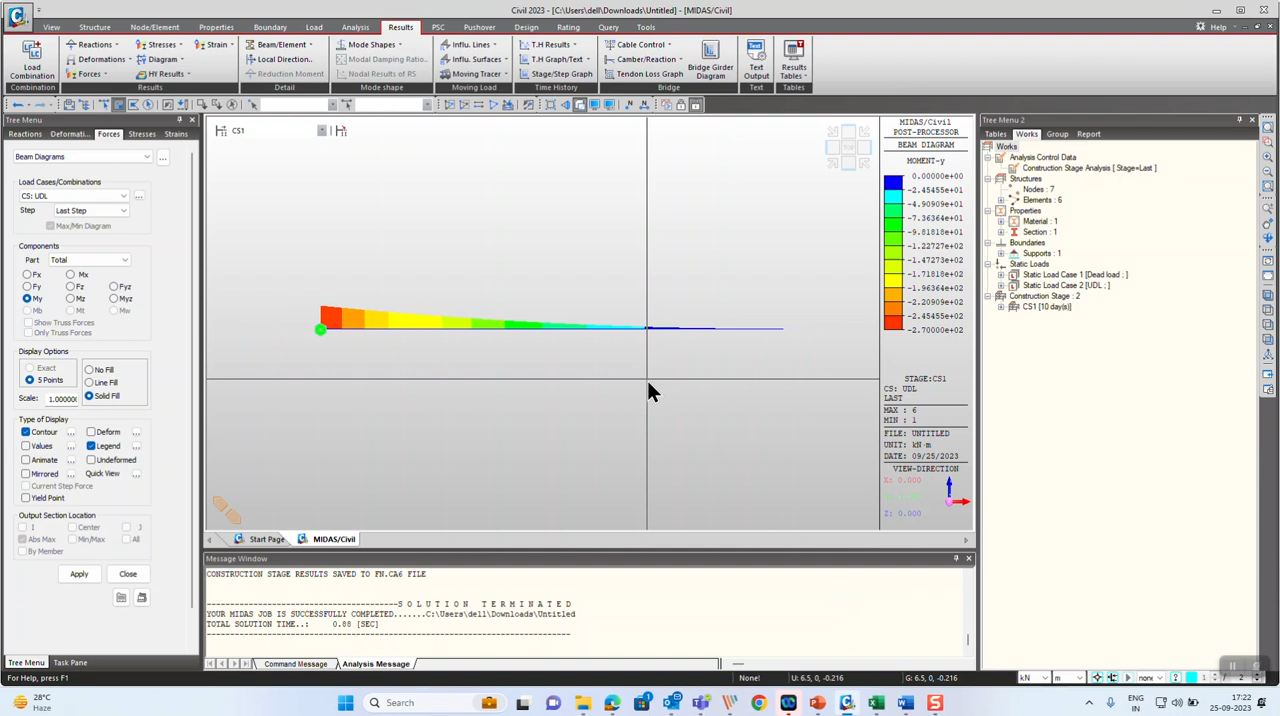 Civil 2023 - [C:\Users\dell\Downloads\Untitled] - [MIDAS/Civil]
View Structure Node/Element Properties Boundary Load Analysis Results PSC Pushover Design Rating Query Tools Help
Load Combination
Combination
Reactions Stresses Strain
Deformations Diagram
Forces HY Results
Results
Beam/Element
Local Direction..
Reduction Moment
Detail
Mode Shapes
Modal Damping Ratio..
Nodal Results of RS
Mode shape
Influ. Lines
Influ. Surfaces
Moving Tracer
Moving Load
T.H Results
T.H Graph/Text
Stage/Step Graph
Time History
Cable Control
Camber/Reaction
Tendon Loss Graph
Bridge Girder Diagram
Bridge
Text Output
Text
Results Tables
Tables
Tree Menu
Reactions Deformati... Forces Stresses Strains
Beam Diagrams
Load Cases/Combinations
CS: UDL
Step Last Step
Max/Min Diagram
Components
Part Total
Fx Mx
Fy Fz Fyz
My Mz Myz
Mb Mt Mw
Show Truss Forces
Only Truss Forces
Display Options
Exact
5 Points
No Fill
Line Fill
Solid Fill
Scale: 1.00000
Type of Display
Contour Deform
Values Legend
Animate Undeformed
Mirrored Quick View
Current Step Force
Yield Point
Output Section Location
I Center J
Abs Max Min/Max All
By Member
Apply Close
Tree Menu Task Pane
CS1
TOP
MIDAS/Civil
POST-PROCESSOR
BEAM DIAGRAM
MOMENT-y
0.00000e+00
-2.45455e+01
-4.90909e+01
-7.36364e+01
-9.81818e+01
-1.22727e+02
-1.47273e+02
-1.71818e+02
-1.96364e+02
-2.20909e+02
-2.45455e+02
-2.70000e+02
STAGE:CS1
CS: UDL
LAST
MAX : 6
MIN : 1
FILE: UNTITLED
UNIT: kN·m
DATE: 09/25/2023
VIEW-DIRECTION
X: 0.000
Z: 0.000
Start Page MIDAS/Civil
Message Window
CONSTRUCTION STAGE RESULTS SAVED TO FN.CA6 FILE
SOLUTION TERMINATED
YOUR MIDAS JOB IS SUCCESSFULLY COMPLETED.......C:\Users\dell\Downloads\Untitled
TOTAL SOLUTION TIME..: 0.88 [SEC]
Command Message Analysis Message
Tree Menu 2
Tables Works Group Report
Works
Analysis Control Data
Construction Stage Analysis [ Stage=Last ]
Structures
Nodes : 7
Elements : 6
Properties
Material : 1
Section : 1
Boundaries
Supports : 1
Static Loads
Static Load Case 1 [Dead load ; ]
Static Load Case 2 [UDL ; ]
Construction Stage : 2
CS1 [10 day(s)]
For Help, press F1
None! U: 6.5, 0, -0.216 G: 6.5, 0, -0.216 kN m none 1 / 2
28°C
Haze
Search
ENG
IN
17:22
25-09-2023